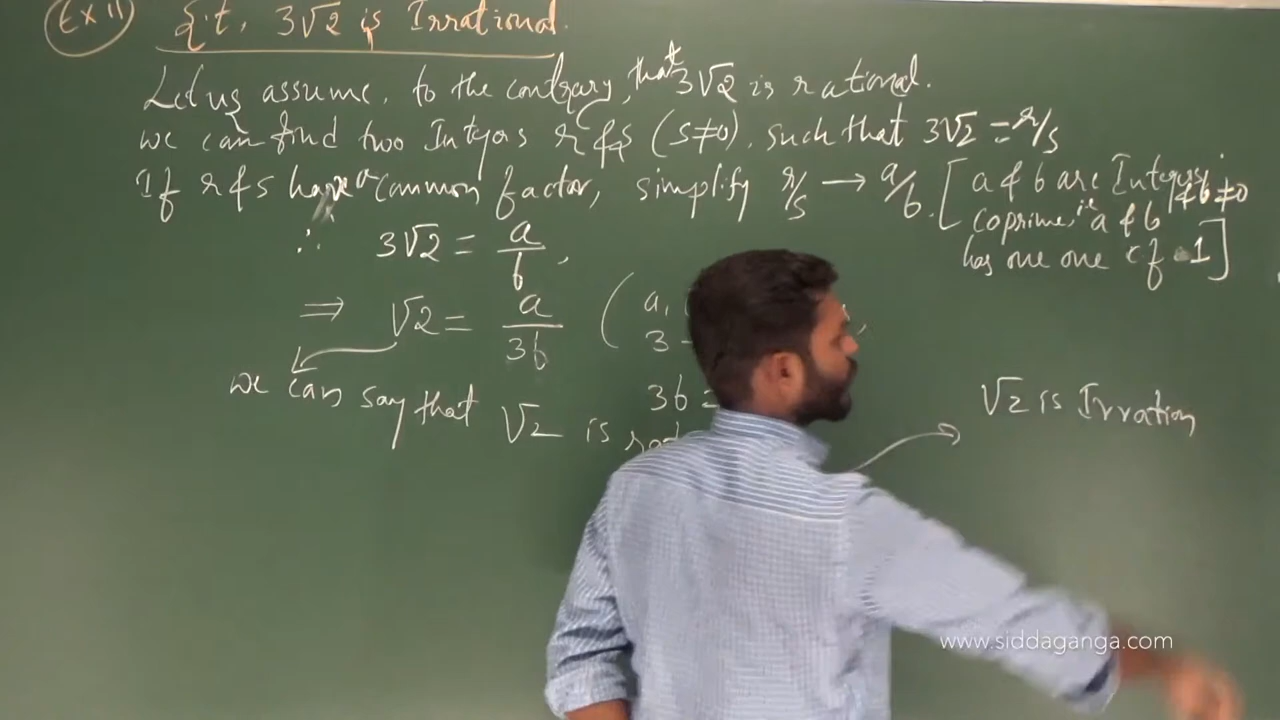 Ex 11 S.t. 3√2 is Irrational.
Let us assume, to the contrary, that 3√2 is rational.
we can find two Integers r & s (s≠0), such that 3√2 = r/s
If r & s have a common factor, simplify r/s → a/b. [a & b are Integers & b≠0
coprime, ie a & b
has one one cf 1]
∴ 3√2 = a/b,
⇒ √2 = a/3b (a,
3
3b =
we can say that √2 is
√2 is Irration
www.siddaganga.com